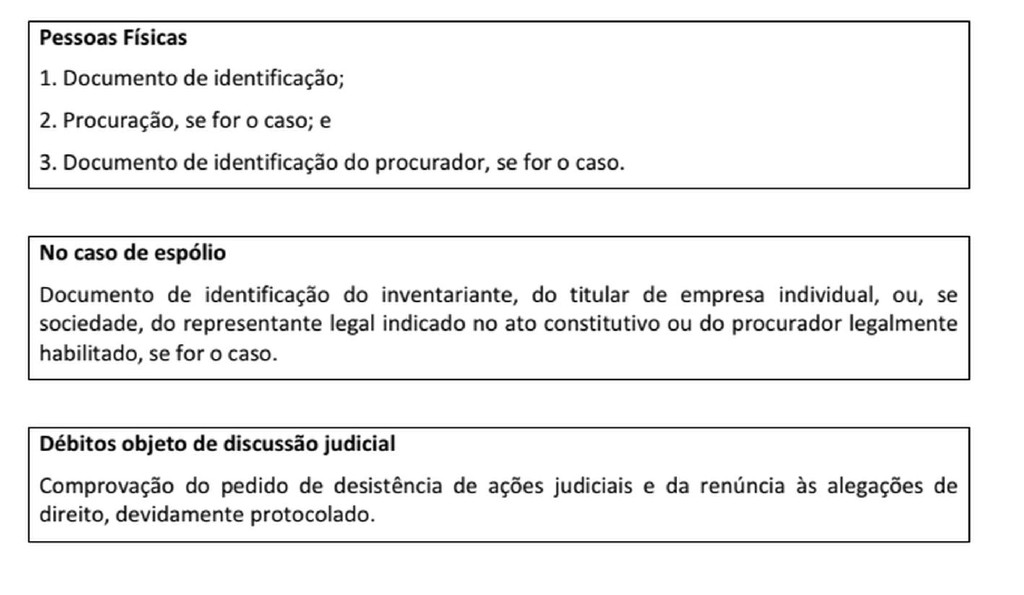 Pessoas Físicas
1. Documento de identificação;
2. Procuração, se for o caso; e
3. Documento de identificação do procurador, se for o caso.
No caso de espólio
Documento de identificação do inventariante, do titular de empresa individual, ou, se
sociedade, do representante legal indicado no ato constitutivo ou do procurador legalmente
habilitado, se for o caso.
Débitos objeto de discussão judicial
Comprovação do pedido de desistência de ações judiciais e da renúncia às alegações de
direito, devidamente protocolado.